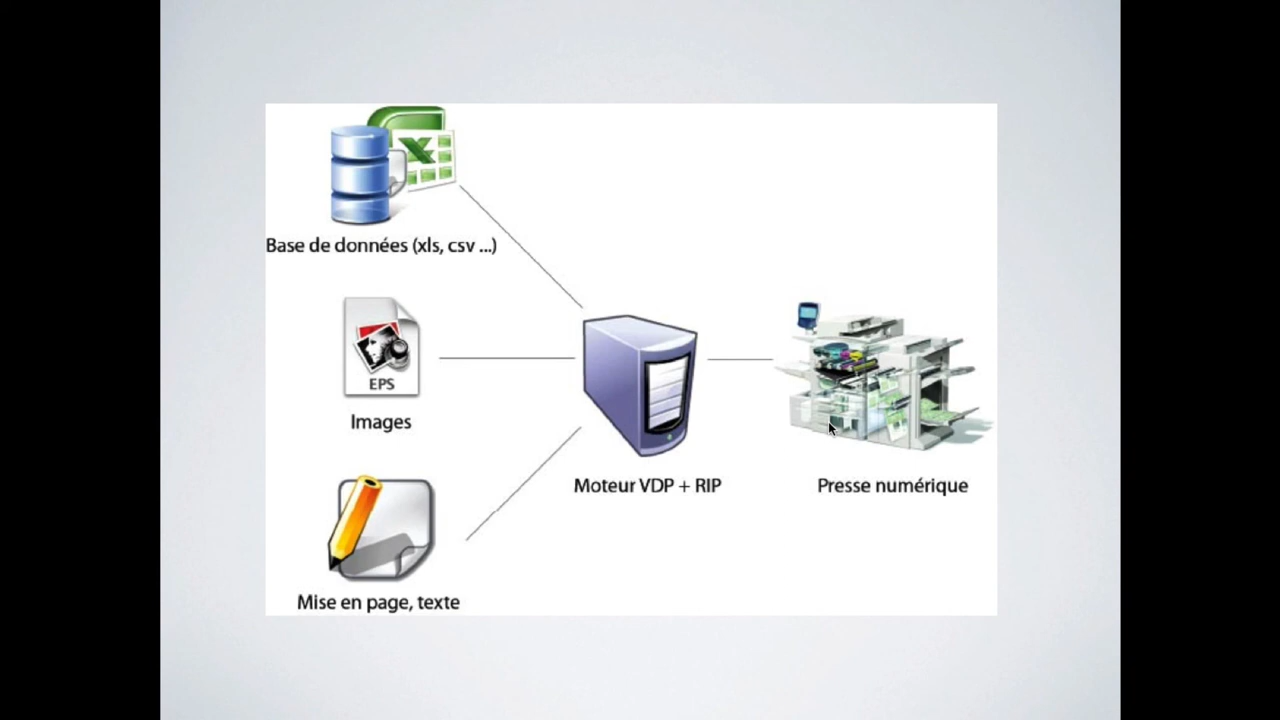 Base de données (xls, csv ...)
EPS
Images
Moteur VDP + RIP
Presse numérique
Mise en page, texte